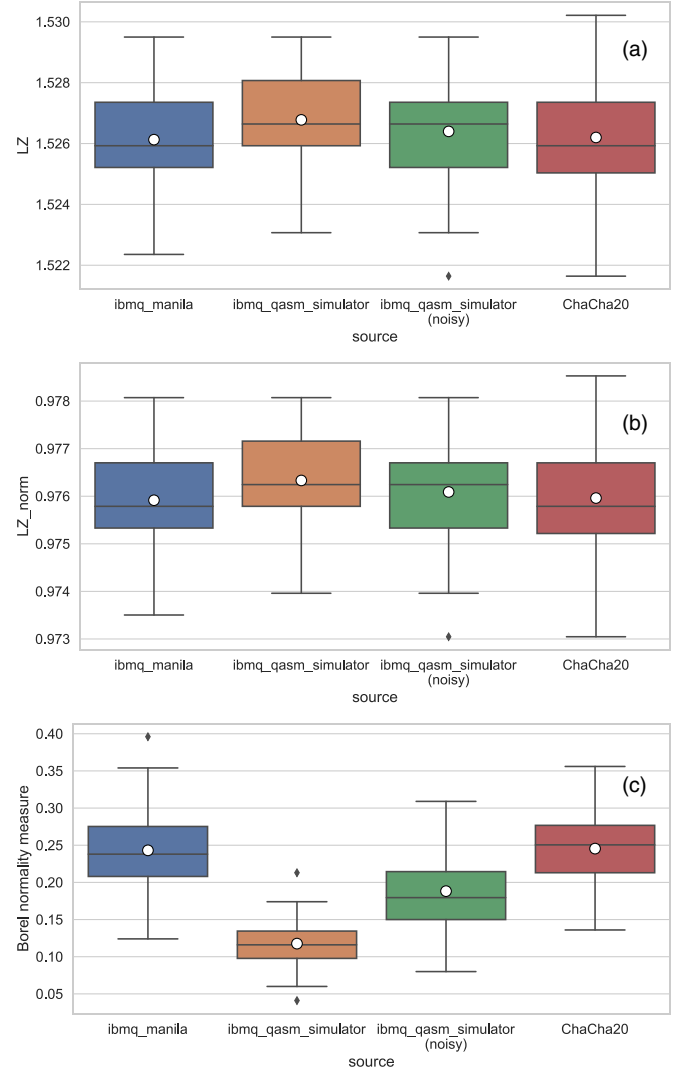 1.530
(a)
1.528
1.526
LZ
1.524
1.522
ibmq_manila ibmq_qasm_simulator ibmq_qasm_simulator ChaCha20
(noisy)
source
0.978
(b)
0.977
0.976
LZ_norm
0.975
0.974
0.973
ibmq_manila ibmq_qasm_simulator ibmq_qasm_simulator ChaCha20
(noisy)
source
0.40
(c)
0.35
0.30
0.25
Borel normality measure
0.20
0.15
0.10
0.05
ibmq_manila ibmq_qasm_simulator ibmq_qasm_simulator ChaCha20
(noisy)
source